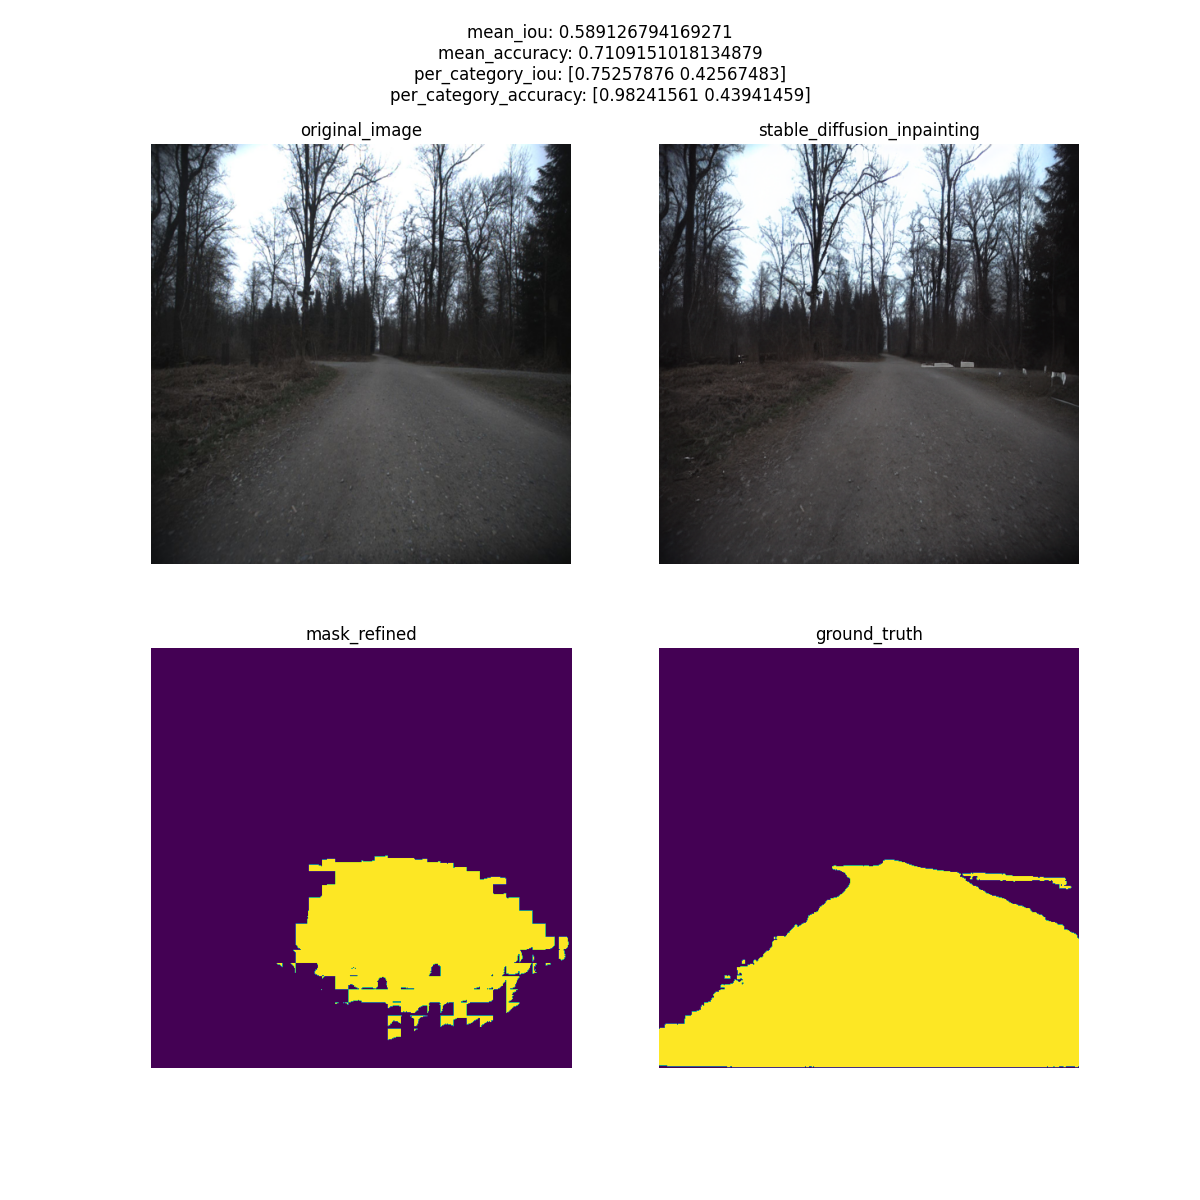 mean_iou: 0.589126794169271
mean_accuracy: 0.7109151018134879
per_category_iou: [0.75257876 0.42567483]
per_category_accuracy: [0.98241561 0.43941459]
original_image
stable_diffusion_inpainting
mask_refined
ground_truth